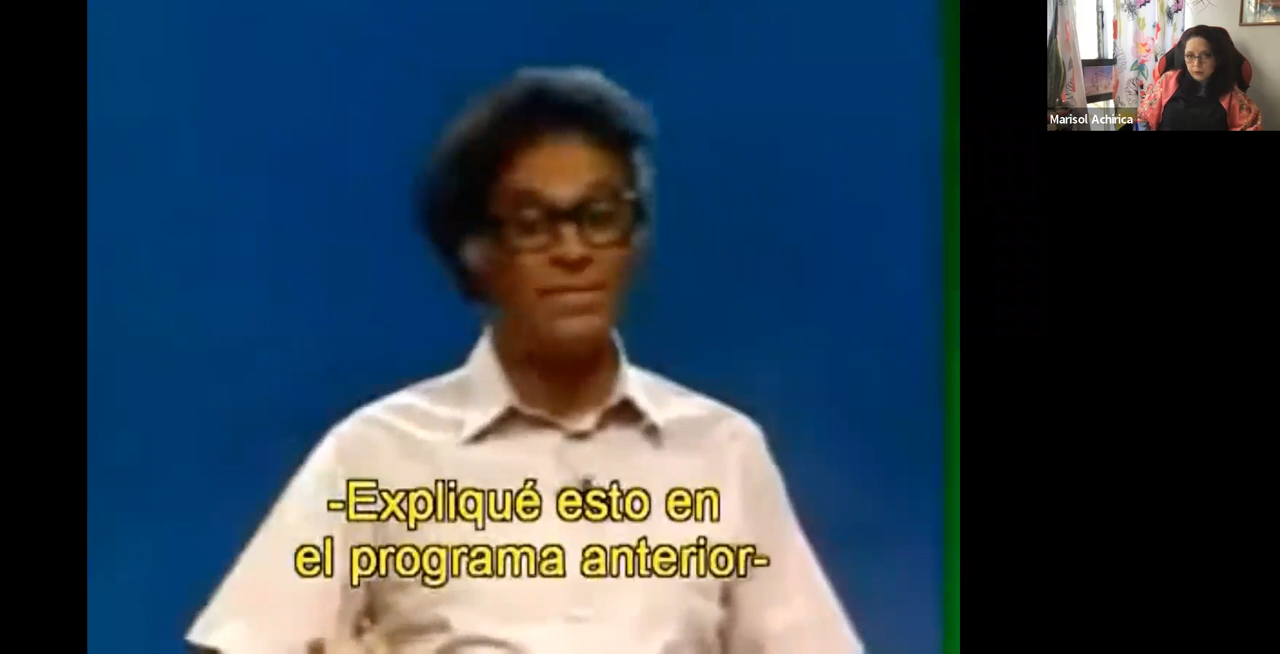 Marisol Achirica
-Expliqué esto en
el programa anterior-